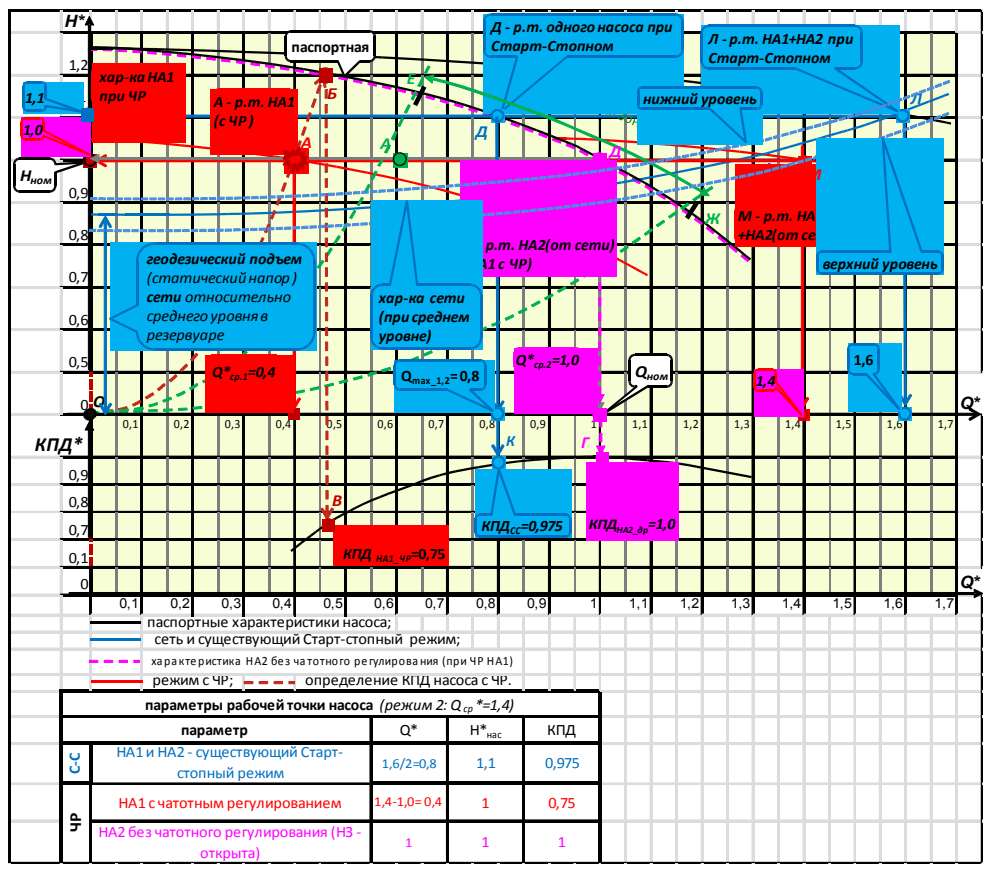 H*
1,2
1,1
1,0
Hном
0,9
0,8
0,7
0,6
0,5
0
хар-ка НА1
при ЧР
А - р.т. НА1
(с ЧР)
паспортная
Д - р.т. одного насоса при
Старт-Стопном
Л - р.т. НА1+НА2 при
Старт-Стопном
нижний уровень
Б
Е
Д
Л
А
А
Д
М
Ж
р.т. НА2(от сети)
А1 с ЧР)
М - р.т. НА
+НА2(от се
верхний уровень
геодезический подъем
(статический напор)
сети относительно
среднего уровня в
резервуаре
хар-ка сети
(при среднем
уровне)
Q*ср.1=0,4
Qmax_1,2=0,8
Q*ср.2=1,0
Qном
1,4
1,6
О
0,1 0,2 0,3 0,4 0,5 0,6 0,7 0,8 0,9 1 1,1 1,2 1,3 1,4 1,5 1,6 1,7
Q*
КПД*
К
Г
В
0,9
0,8
0,7
0,1
0
КПД НА1_ЧР=0,75
КПДСС=0,975
КПДНА2_др=1,0
Q*
0,1 0,2 0,3 0,4 0,5 0,6 0,7 0,8 0,9 1 1,1 1,2 1,3 1,4 1,5 1,6 1,7
паспортные характеристики насоса;
сеть и существующий Старт-стопный режим;
характеристика НА2 без чатотного регулирования (при ЧР НА1)
режим с ЧР; определение КПД насоса с ЧР.
параметры рабочей точки насоса (режим 2: Qср*=1,4)
параметр Q* H*нас КПД
С-С
НА1 и НА2 - существующий Старт-
стопный режим
1,6/2=0,8 1,1 0,975
ЧР
НА1 с чатотным регулированием 1,4-1,0= 0,4 1 0,75
НА2 без чатотного регулирования (НЗ -
открыта)
1 1 1